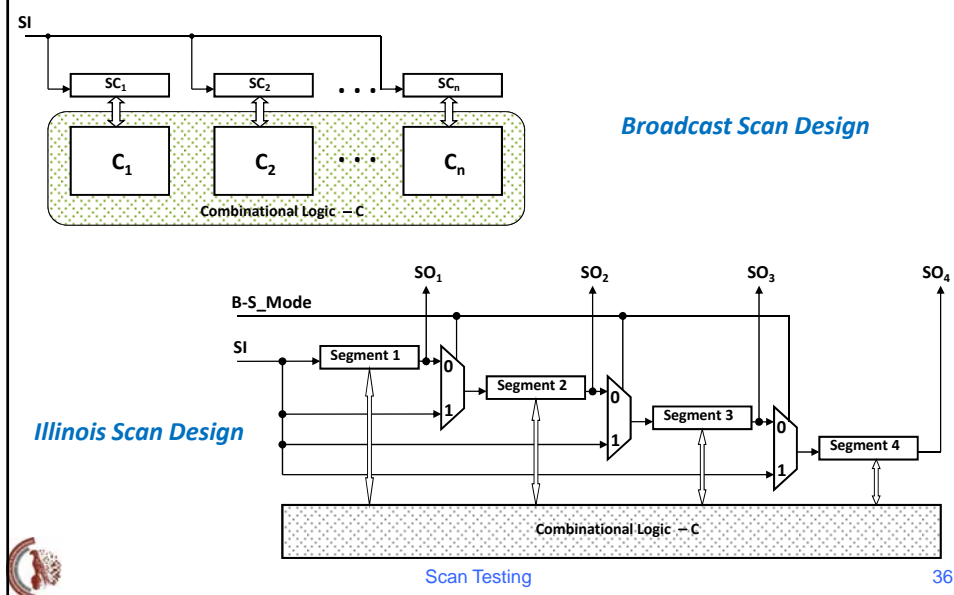 SI
SC1
SC2
. . .
SCn
C1
C2
. . .
Cn
Combinational Logic – C
Broadcast Scan Design
SO1
SO2
SO3
SO4
B-S_Mode
SI
Segment 1
0
1
Segment 2
0
1
Segment 3
0
1
Segment 4
Illinois Scan Design
Combinational Logic – C
Scan Testing
36